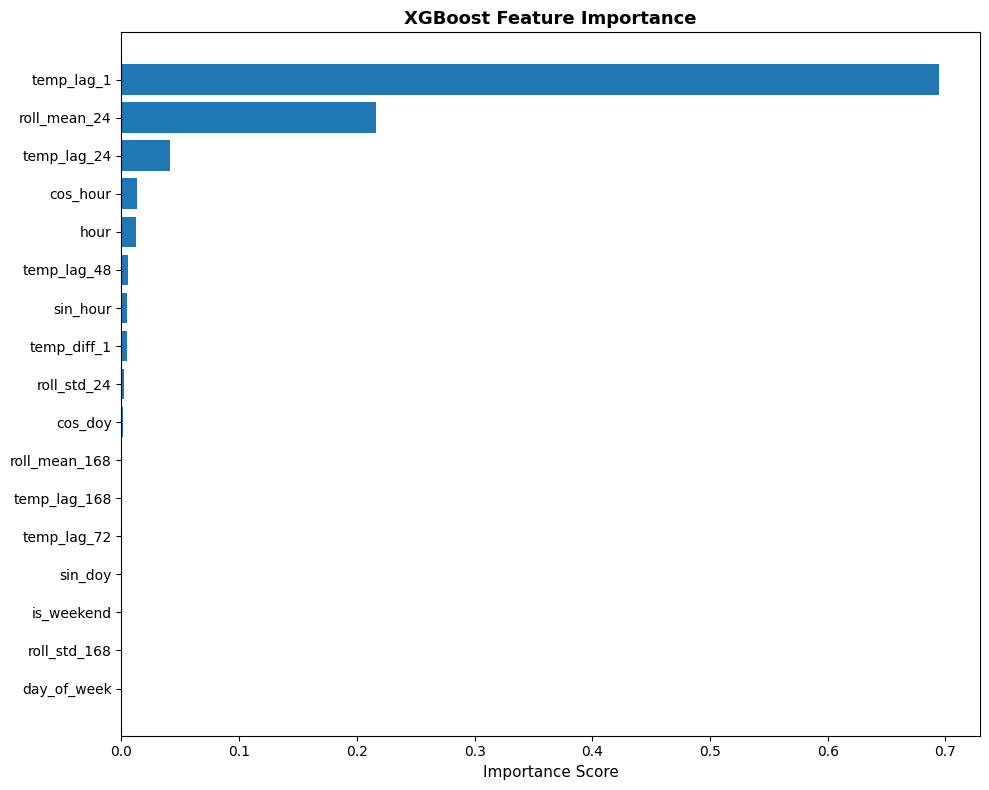 XGBoost Feature Importance
temp_lag_1
roll_mean_24
temp_lag_24
cos_hour
hour
temp_lag_48
sin_hour
temp_diff_1
roll_std_24
cos_doy
roll_mean_168
temp_lag_168
temp_lag_72
sin_doy
is_weekend
roll_std_168
day_of_week
0.0 0.1 0.2 0.3 0.4 0.5 0.6 0.7
Importance Score